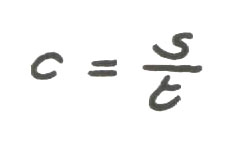 c = s/t